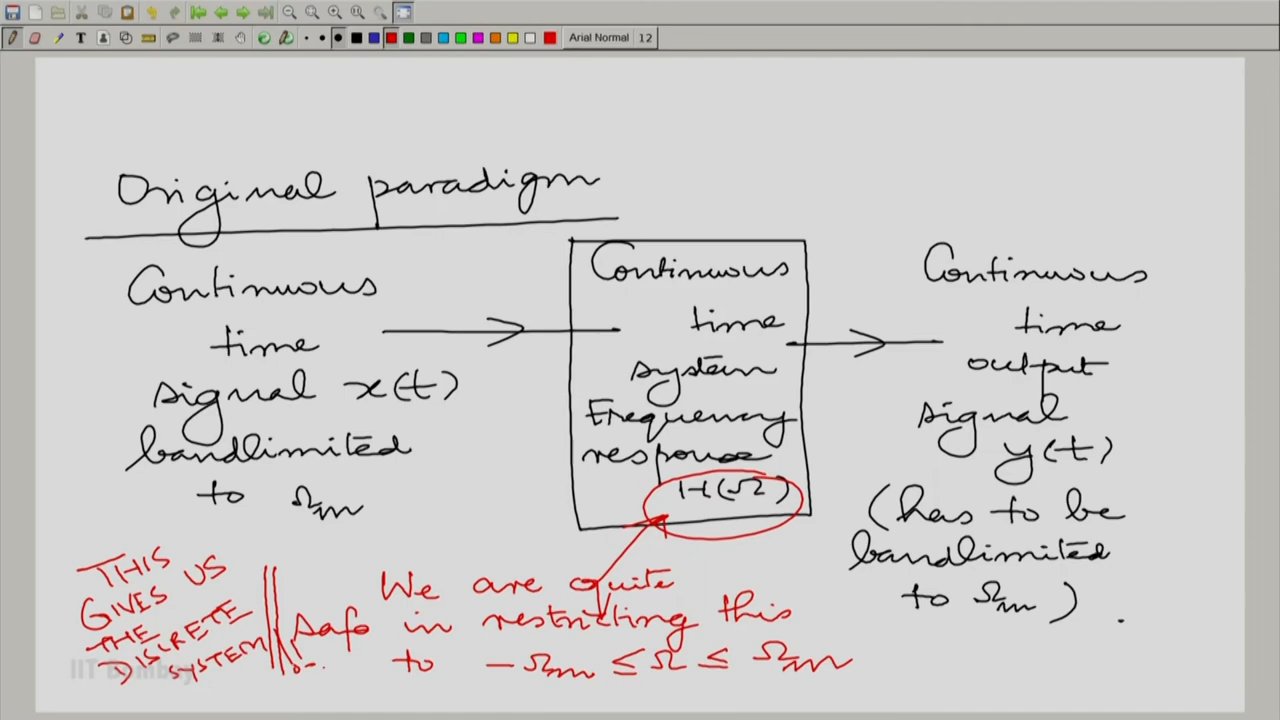 Arial Normal 12
Original paradigm
Continuous
time
signal x(t)
bandlimited
to Ωm
Continuous
time
system
Frequency
response
H(Ω)
Continuous
time
output
signal
y(t)
(has to be
bandlimited
to Ωm)
THIS
GIVES US
THE
DISCRETE
SYSTEM!!
We are quite
safe in restricting this
to -Ωm ≤ Ω ≤ Ωm
IIT Bombay